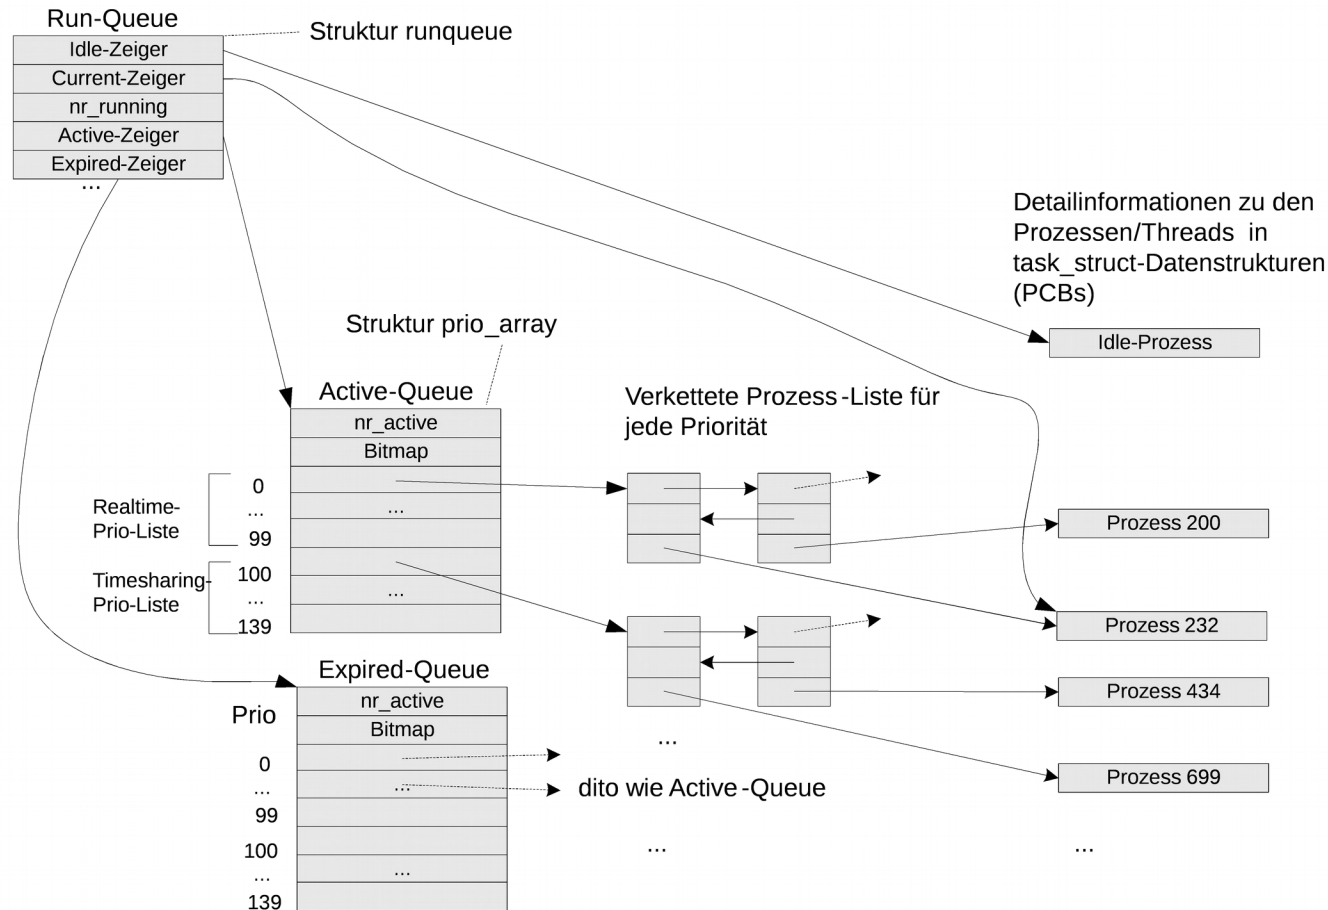 Run-Queue
Struktur runqueue
Idle-Zeiger
Current-Zeiger
nr_running
Active-Zeiger
Expired-Zeiger
...
Detailinformationen zu den
Prozessen/Threads in
task_struct-Datenstrukturen
(PCBs)
Idle-Prozess
Struktur prio_array
Active-Queue
nr_active
Bitmap
Verkettete Prozess-Liste für
jede Priorität
Realtime-
Prio-Liste
0
...
99
...
Timesharing-
Prio-Liste
100
...
139
...
Prozess 200
Prozess 232
Prozess 434
Prozess 699
...
Expired-Queue
Prio
nr_active
Bitmap
0
...
99
100
...
139
...
...
dito wie Active-Queue
...
...